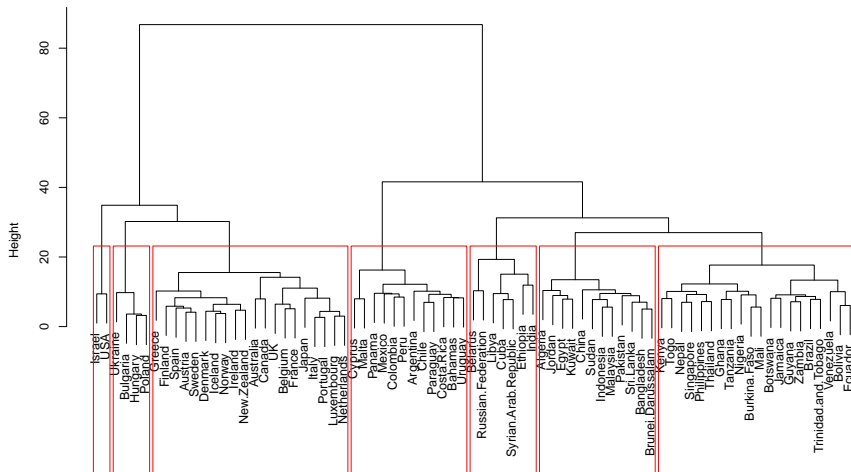 80
60
40
20
0
Height
Israel
USA
Ukraine
Bulgaria
Hungary
Poland
Greece
Finland
Spain
Austria
Sweden
Denmark
Iceland
Norway
Ireland
New.Zealand
Australia
Canada
UK
Belgium
France
Japan
Italy
Portugal
Luxembourg
Netherlands
Cyprus
Malta
Panama
Mexico
Colombia
Peru
Argentina
Chile
Paraguay
Costa.Rica
Bahamas
Uruguay
Belarus
Russian.Federation
Libya
Cuba
Syrian.Arab.Republic
Ethiopia
India
Algeria
Jordan
Egypt
Kuwait
China
Sudan
Indonesia
Malaysia
Pakistan
Sri.Lanka
Bangladesh
Brunei.Darussalam
Kenya
Togo
Nepal
Singapore
Philippines
Thailand
Ghana
Tanzania
Nigeria
Burkina.Faso
Mali
Botswana
Jamaica
Guyana
Zambia
Brazil
Trinidad.and.Tobago
Venezuela
Bolivia
Ecuador